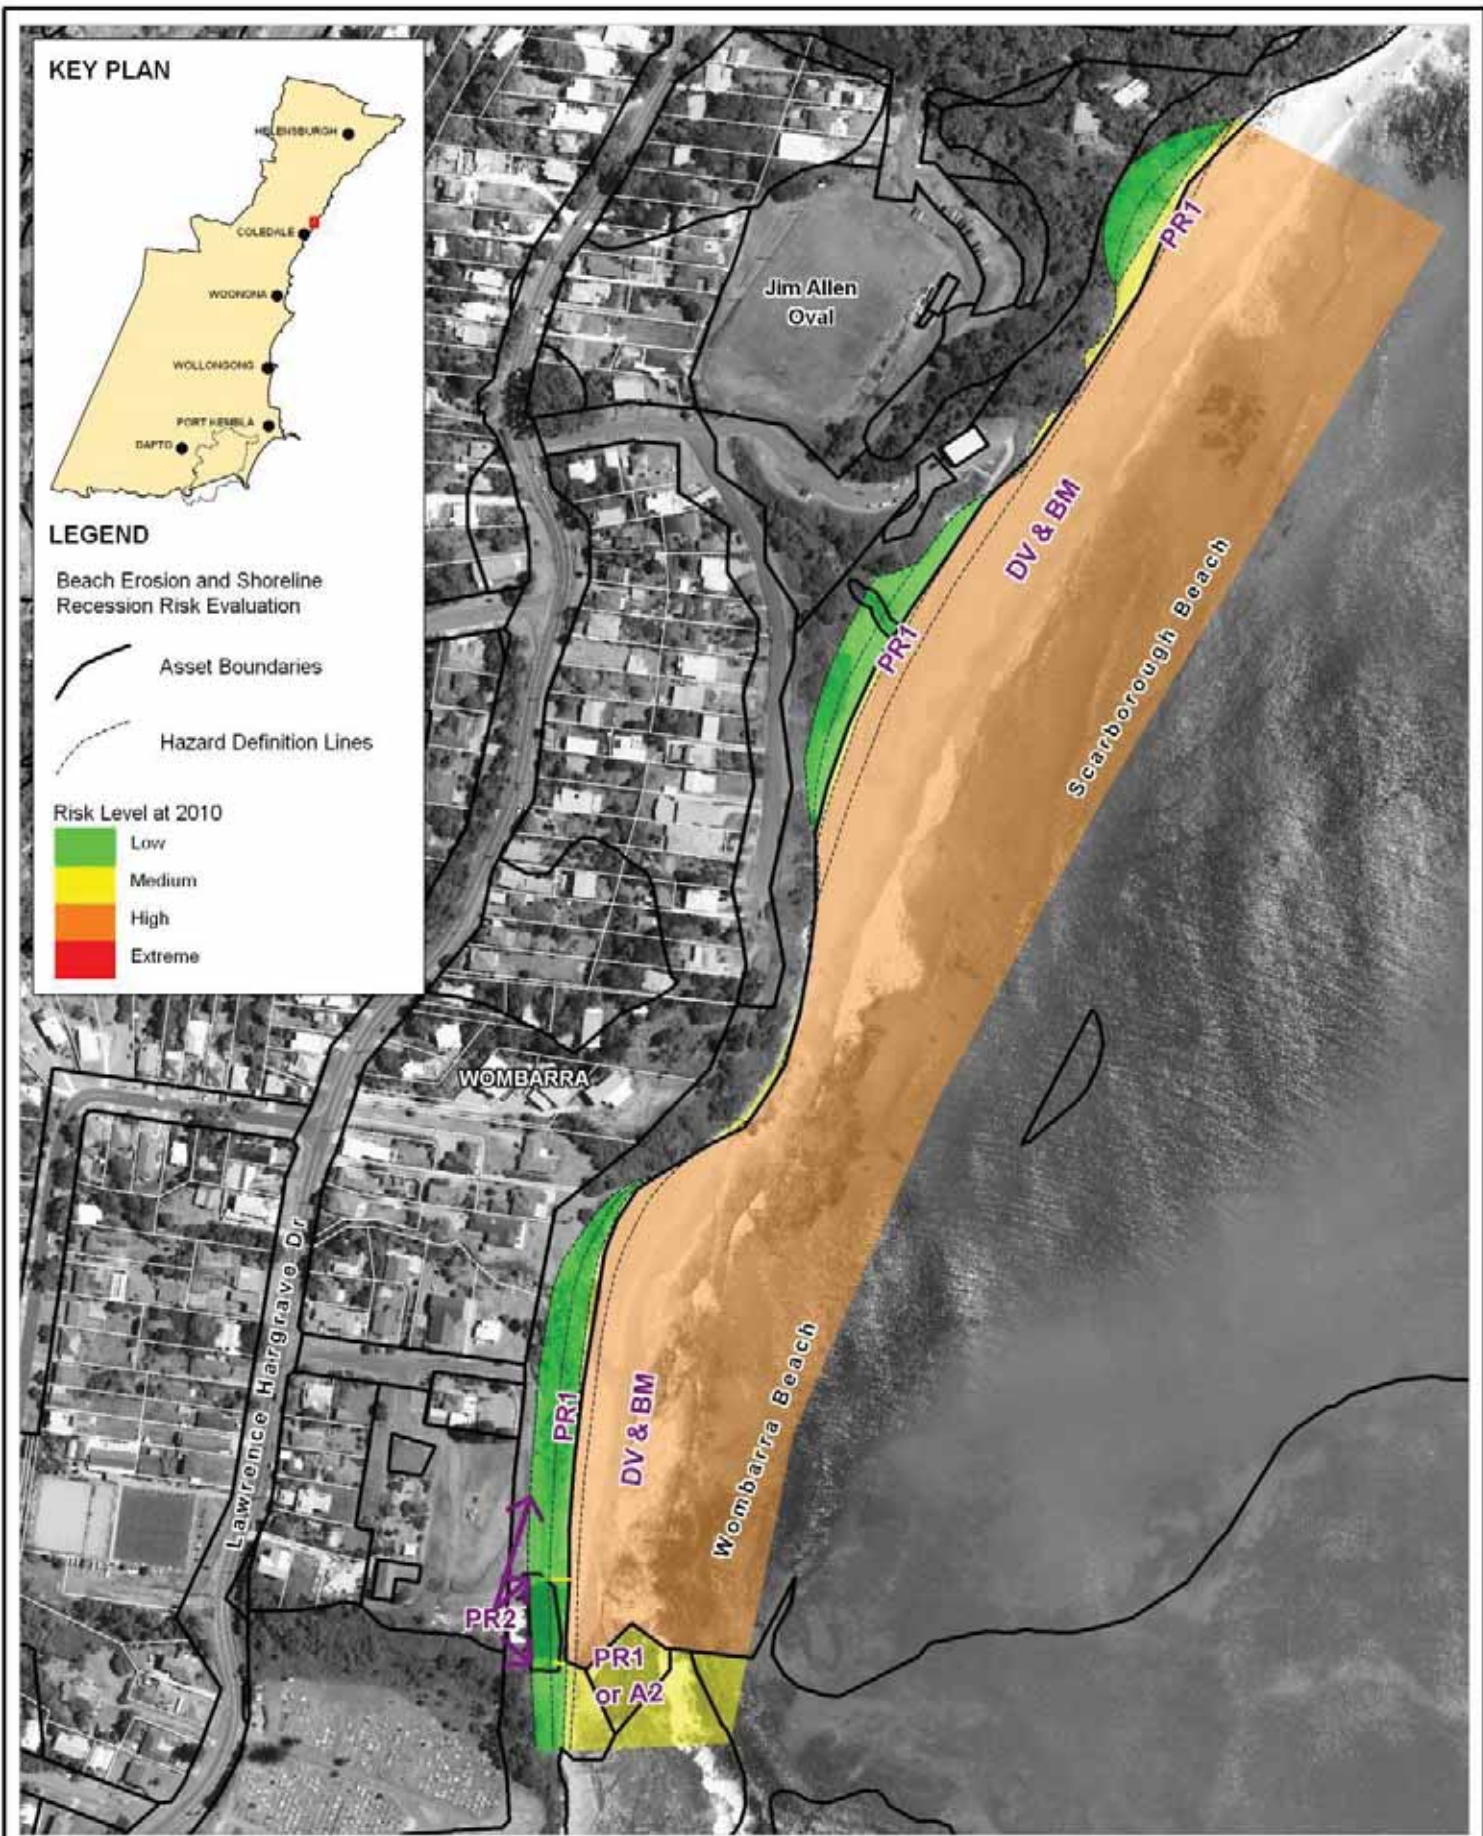 KEY PLAN
HELENSBURGH
COLEDALE
WOONONA
WOLLONGONG
PORT KEMBLA
DAPTO
LEGEND
Beach Erosion and Shoreline
Recession Risk Evaluation
Asset Boundaries
Hazard Definition Lines
Risk Level at 2010
Low
Medium
High
Extreme
Jim Allen
Oval
PR1
DV & BM
PR1
Scarborough Beach
WOMBARRA
Lawrence Hargrave Dr
PR1
DV & BM
Wombarra Beach
PR2
PR1
or A2